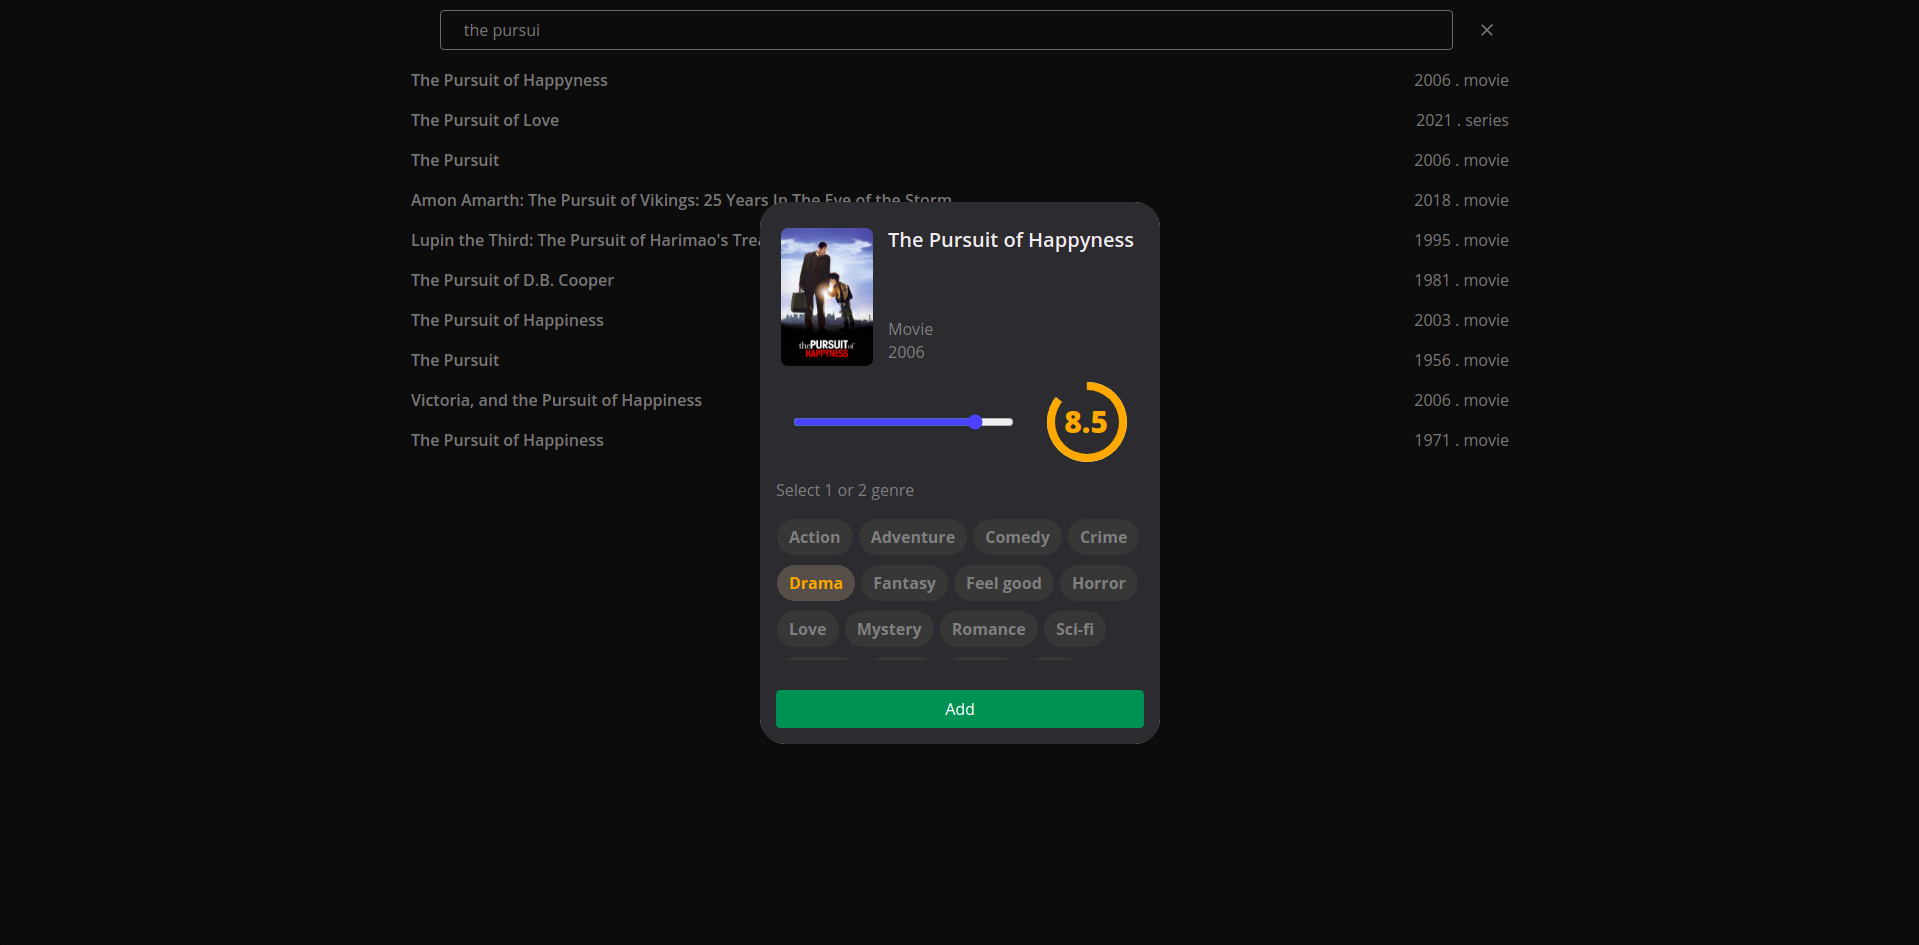 the pursui
The Pursuit of Happyness 2006 . movie
The Pursuit of Love 2021 . series
The Pursuit 2006 . movie
Amon Amarth: The Pursuit of Vikings: 25 Years In The Eye of the Storm 2018 . movie
Lupin the Third: The Pursuit of Harimao's 1995 . movie
The Pursuit of D.B. Cooper 1981 . movie
The Pursuit of Happiness 2003 . movie
The Pursuit 1956 . movie
Victoria, and the Pursuit of Happiness 2006 . movie
The Pursuit of Happiness 1971 . movie
The Pursuit of Happyness
the PURSUIT of
HAPPYNESS
Movie
2006
8.5
Select 1 or 2 genre
Action Adventure Comedy Crime
Drama Fantasy Feel good Horror
Love Mystery Romance Sci-fi
Add